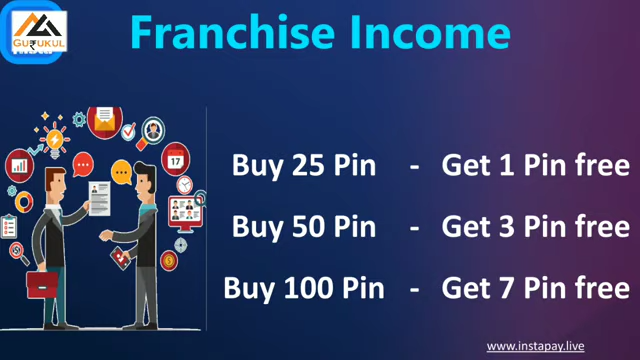 GURUKUL
Franchise Income
17
Buy 25 Pin - Get 1 Pin free
Buy 50 Pin - Get 3 Pin free
Buy 100 Pin - Get 7 Pin free
www.instapay.live